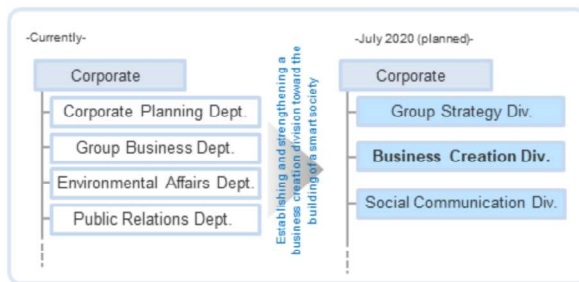 -Currently-
Corporate
Corporate Planning Dept.
Group Business Dept.
Environmental Affairs Dept.
Public Relations Dept.
Establishing and strengthening a
business creation division toward the
building of a smart society
-July 2020 (planned)-
Corporate
Group Strategy Div.
Business Creation Div.
Social Communication Div.